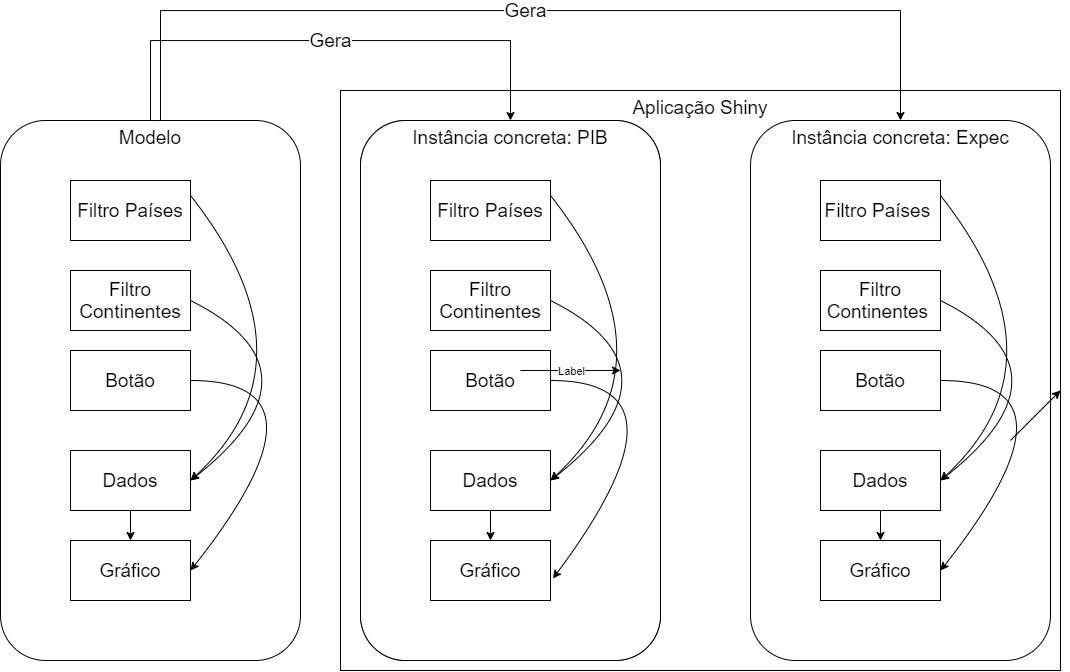 Gera
Gera
Aplicação Shiny
Modelo
Filtro Países
Filtro
Continentes
Botão
Dados
Gráfico
Instância concreta: PIB
Filtro Países
Filtro
Continentes
Botão
Label
Dados
Gráfico
Instância concreta: Expec
Filtro Países
Filtro
Continentes
Botão
Dados
Gráfico